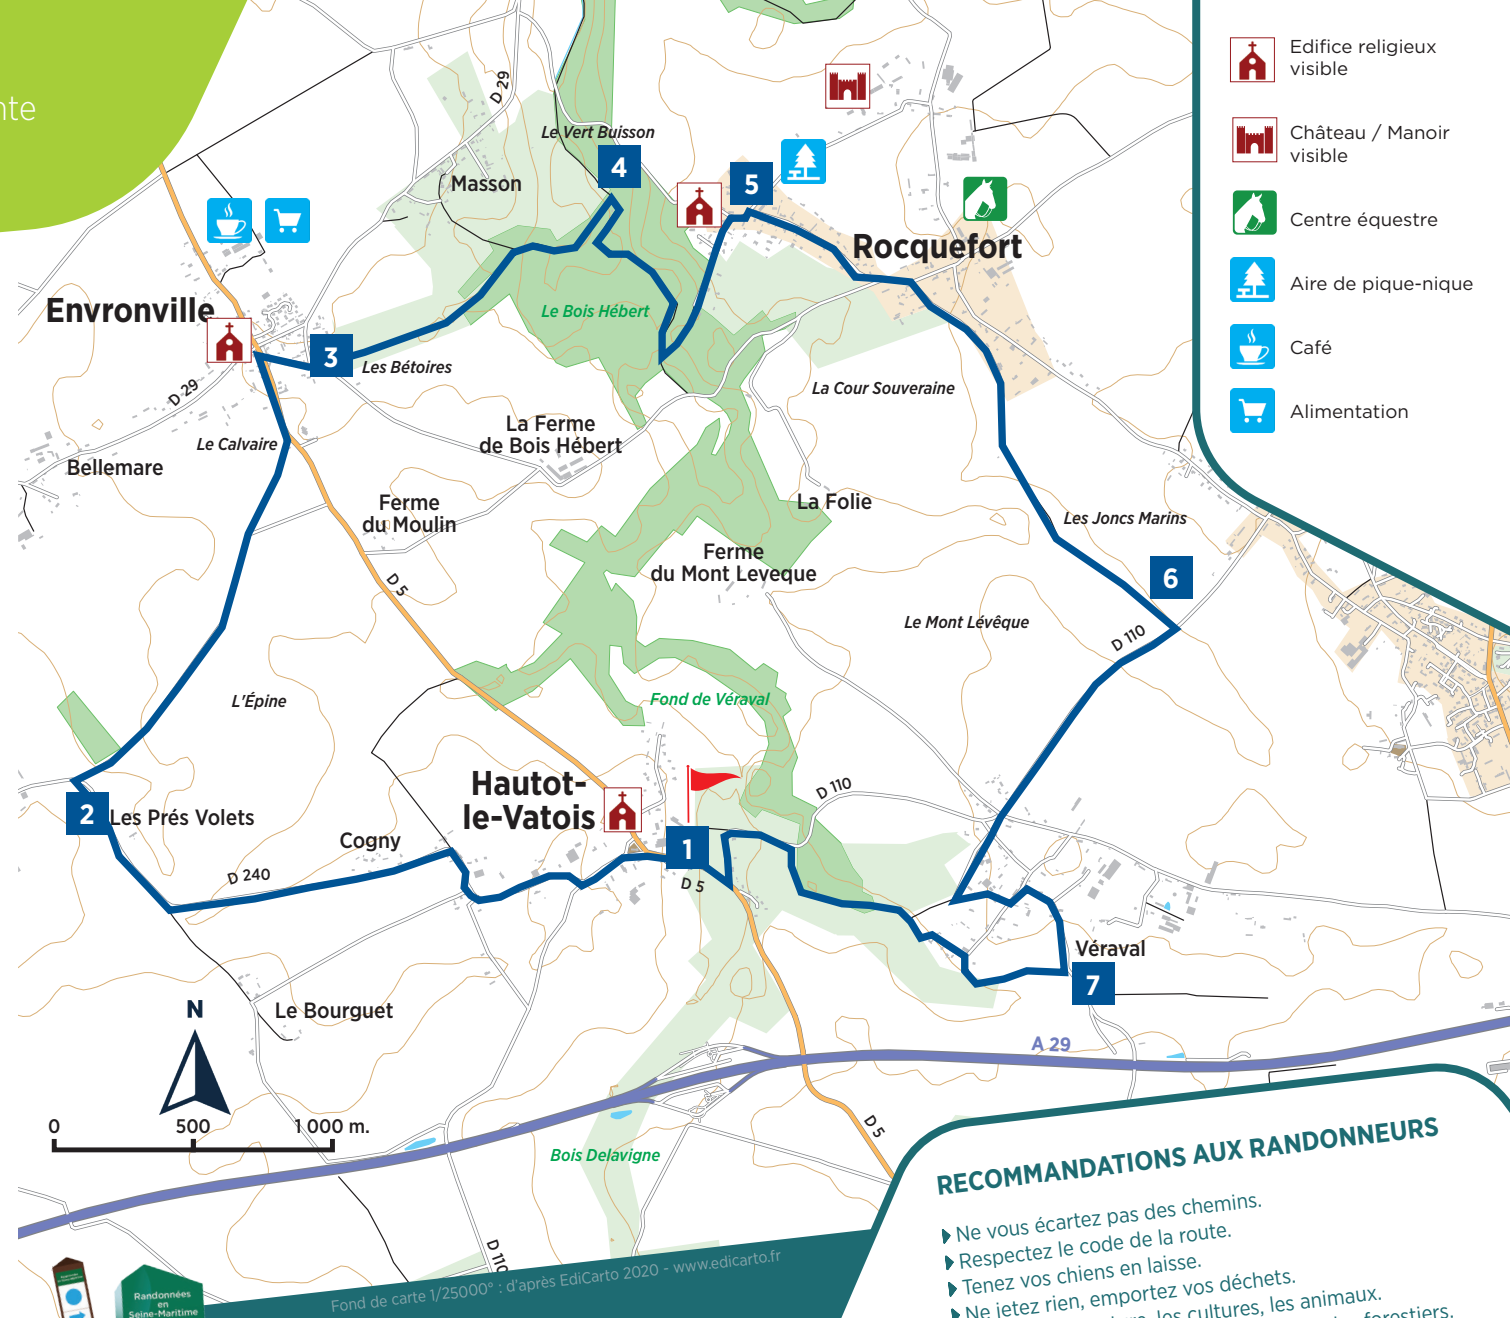 nte
Edifice religieux
visible
Château / Manoir
visible
Centre équestre
Aire de pique-nique
Café
Alimentation
D 29
Le Vert Buisson
4
Masson
5
Rocquefort
Envronville
Le Bois Hébert
3
Les Bétoires
D 29
La Cour Souveraine
La Ferme
de Bois Hébert
Le Calvaire
Bellemare
Ferme
du Moulin
La Folie
Les Joncs Marins
Ferme
du Mont Leveque
6
D 5
Le Mont Lévêque
D 110
L'Épine
Fond de Véraval
Hautot-
le-Vatois
D 110
2
Les Prés Volets
Cogny
1
D 240
D 5
Véraval
7
Le Bourguet
N
A 29
0 500 1 000 m.
D 5
Bois Delavigne
D 110
RECOMMANDATIONS AUX RANDONNEURS
Ne vous écartez pas des chemins.
Respectez le code de la route.
Tenez vos chiens en laisse.
Ne jetez rien, emportez vos déchets.
les cultures, les animaux.
forestiers.
Fond de carte 1/25000° : d'après EdiCarto 2020 - www.edicarto.fr
Randonnées
en
Seine-Maritime